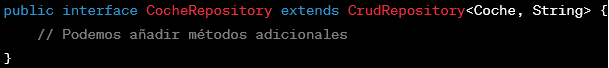 public interface CocheRepository extends CrudRepository<Coche, String> {
    // Podemos añadir métodos adicionales
}